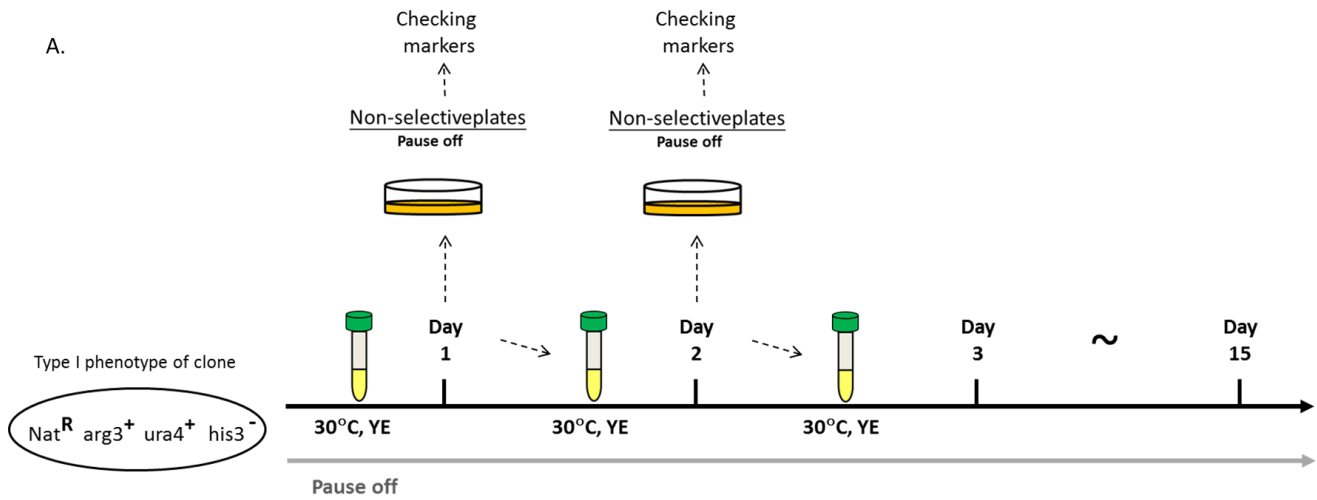 A.
Checking
markers
Checking
markers
Non-selectiveplates
Pause off
Non-selectiveplates
Pause off
Day
1
Day
2
Day
3
~
Day
15
Type I phenotype of clone
Nat^R arg3^+ ura4^+ his3^-
30°C, YE
30°C, YE
30°C, YE
Pause off